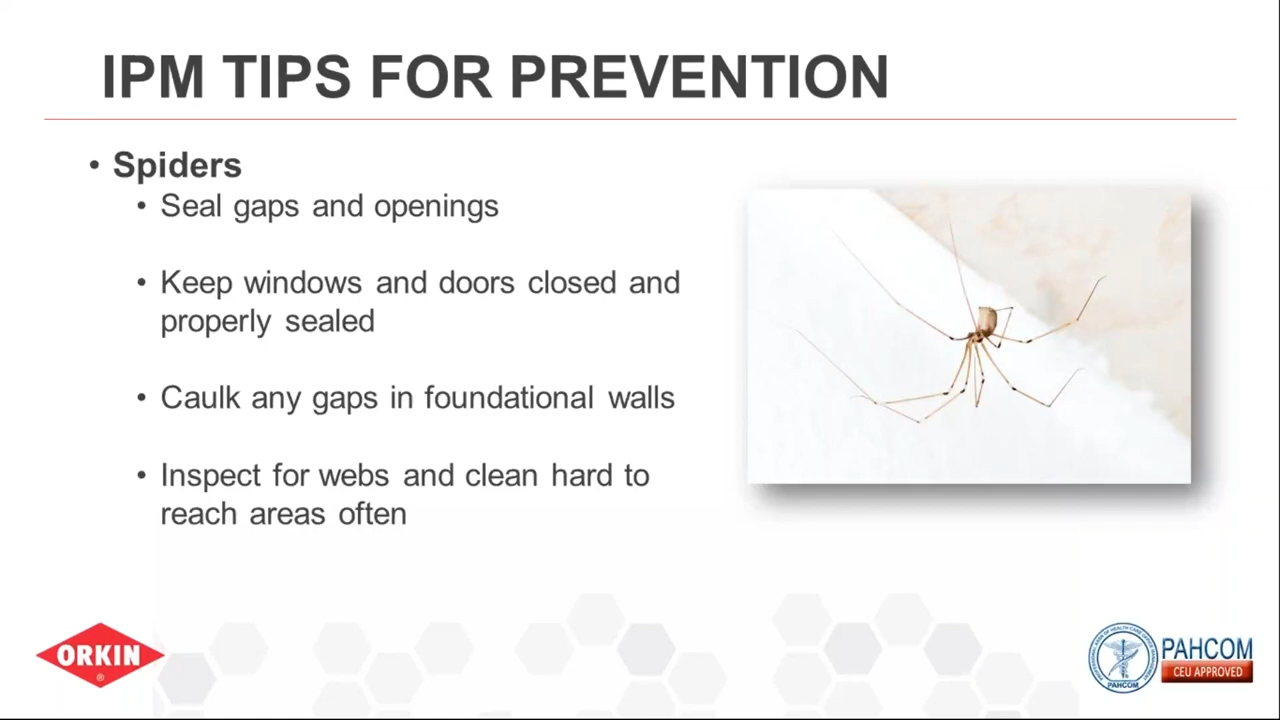 IPM TIPS FOR PREVENTION
• Spiders
• Seal gaps and openings
• Keep windows and doors closed and
properly sealed
• Caulk any gaps in foundational walls
• Inspect for webs and clean hard to
reach areas often
ORKIN
®
PAHCOM
PAHCOM
CEU APPROVED